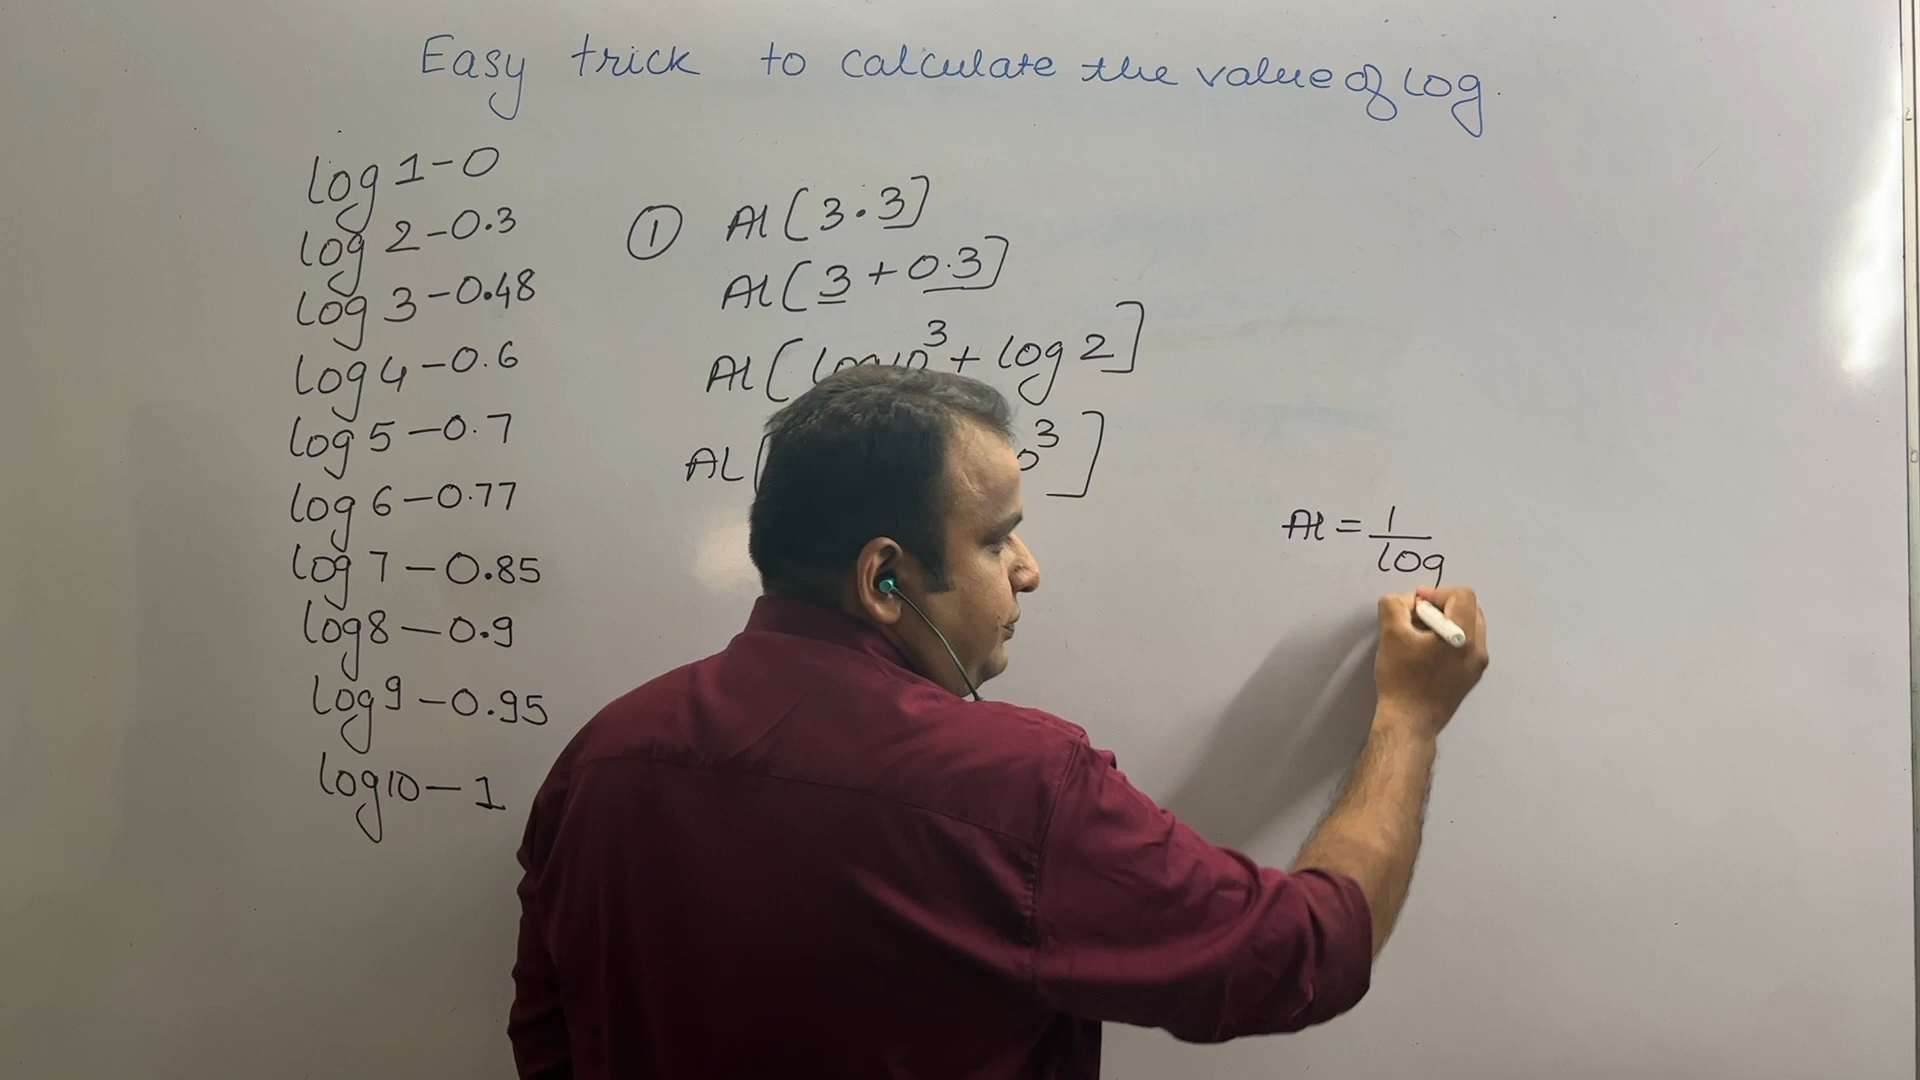 Easy trick to calculate the value of log.
log 1 - 0
log 2 - 0.3
log 3 - 0.48
log 4 - 0.6
log 5 - 0.7
log 6 - 0.77
log 7 - 0.85
log 8 - 0.9
log 9 - 0.95
log 10 - 1
① Al [3.3]
Al [3 + 0.3]
Al [ 3 + log 2]
AL [ 3 ]
Al = 1/log